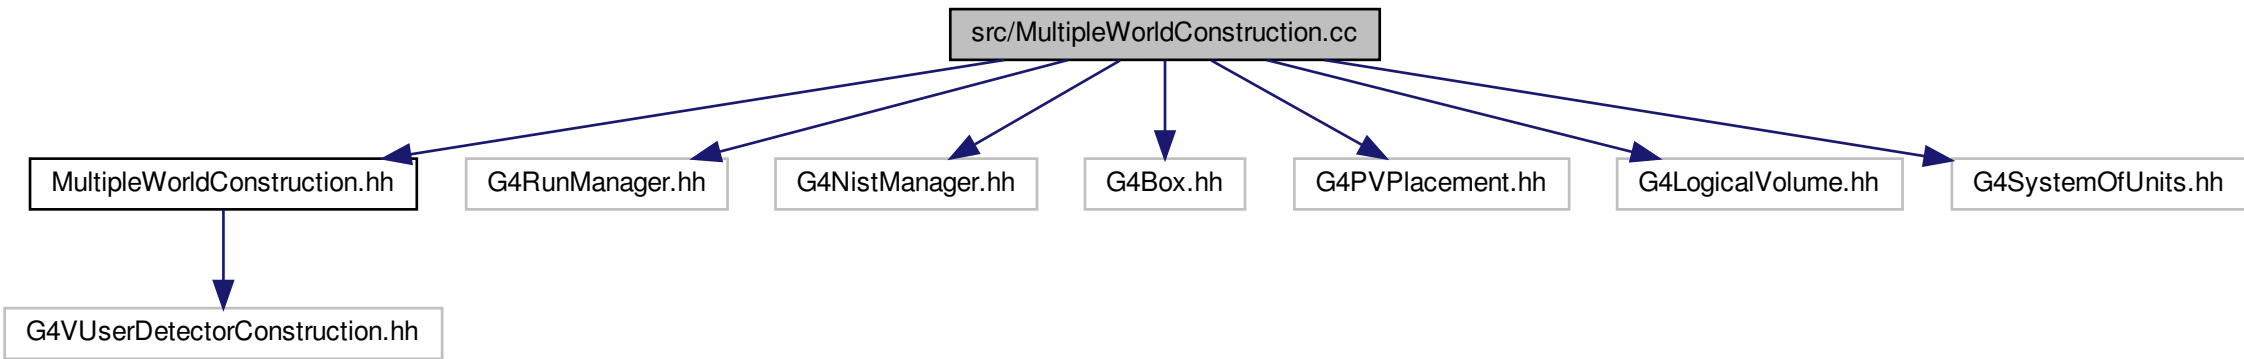 src/MultipleWorldConstruction.cc
MultipleWorldConstruction.hh
G4RunManager.hh
G4NistManager.hh
G4Box.hh
G4PVPlacement.hh
G4LogicalVolume.hh
G4SystemOfUnits.hh
G4VUserDetectorConstruction.hh